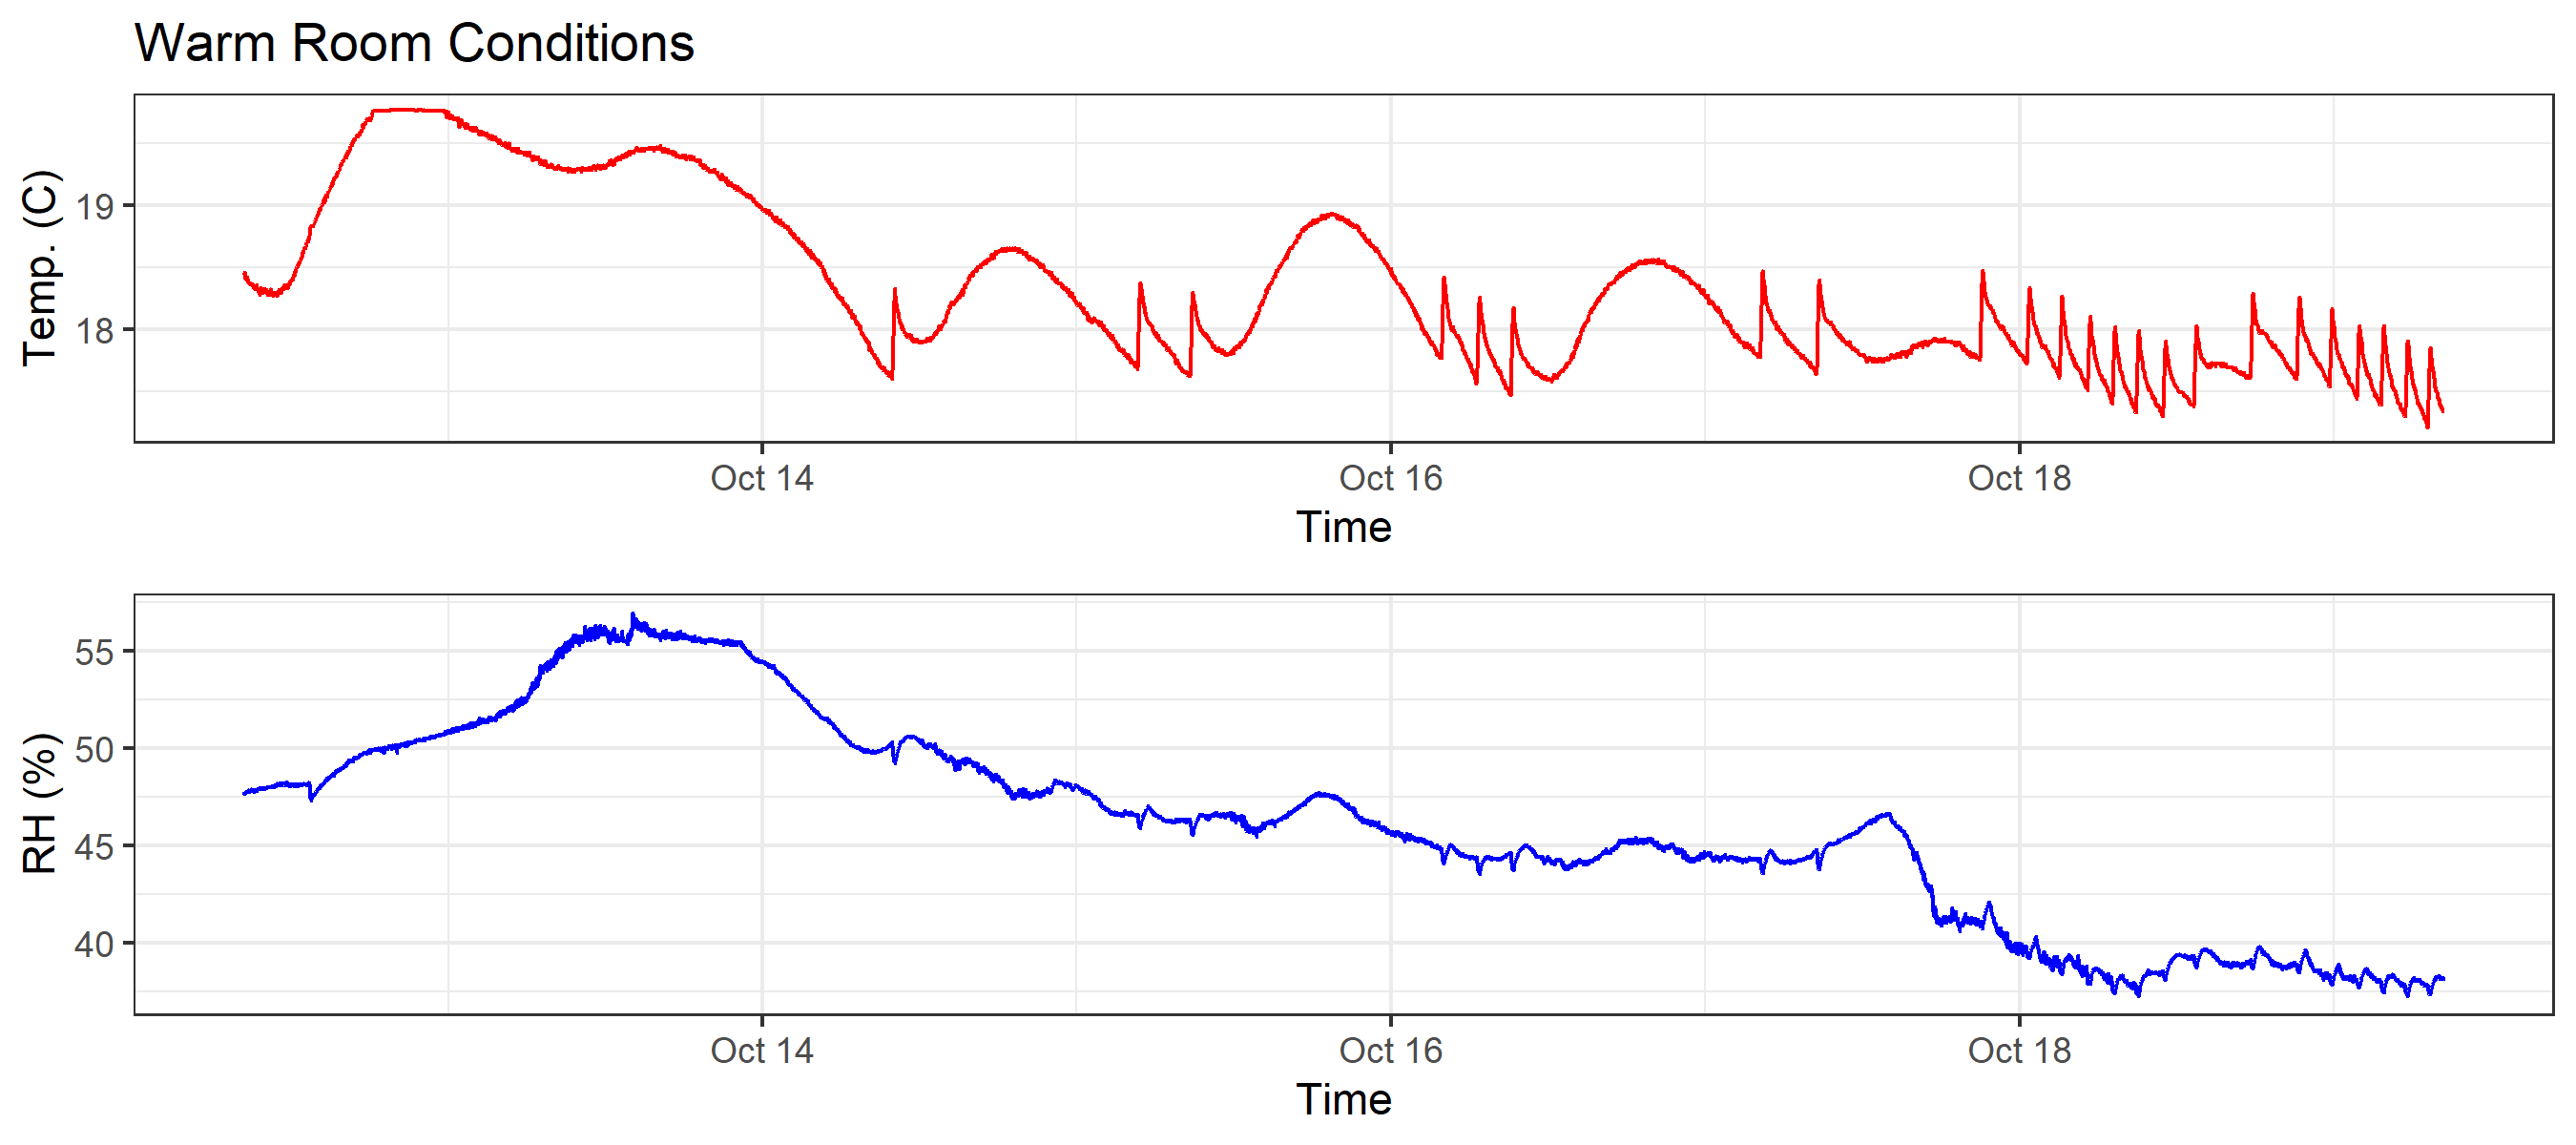 Warm Room Conditions
Temp. (C)
19
18
Oct 14 Oct 16 Oct 18
Time
RH (%)
55
50
45
40
Oct 14 Oct 16 Oct 18
Time